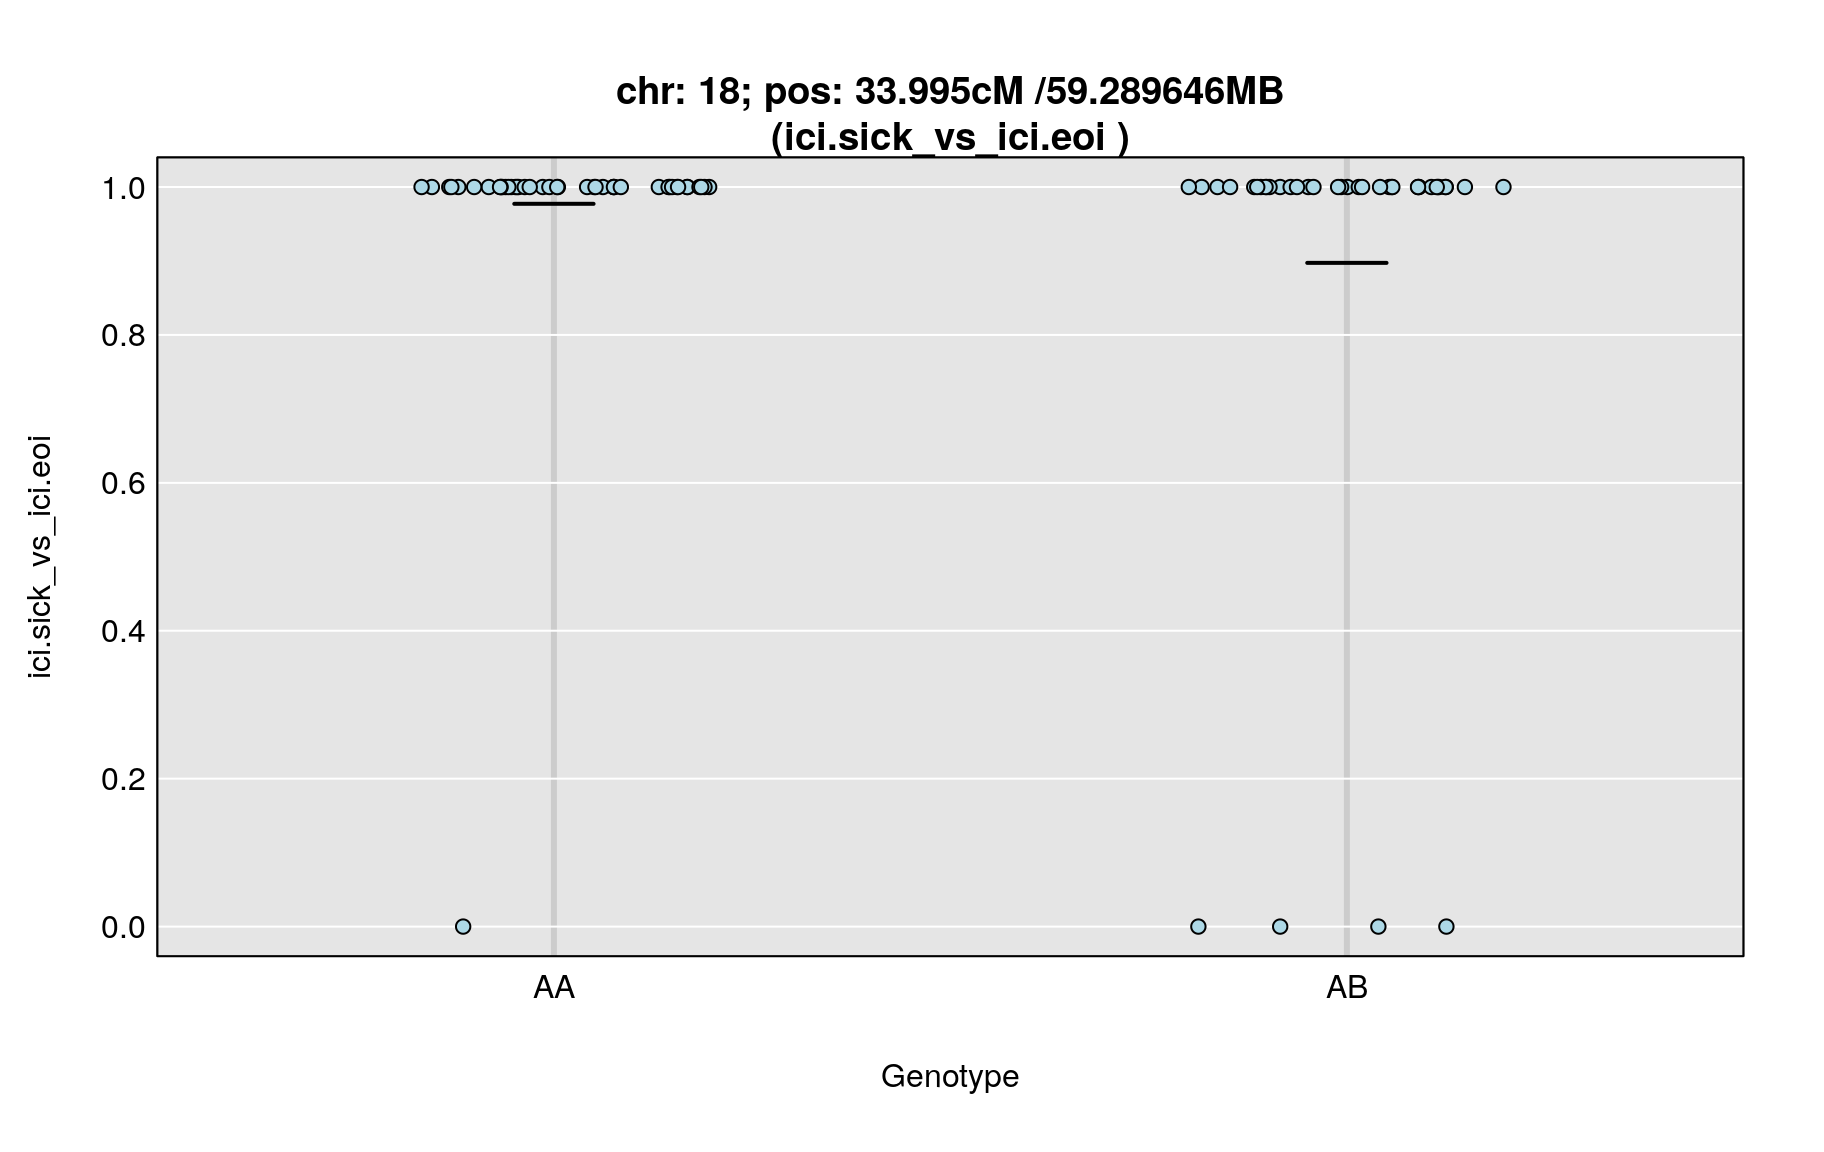 chr: 18; pos: 33.995cM /59.289646MB
(ici.sick_vs_ici.eoi )
ici.sick_vs_ici.eoi
1.0
0.8
0.6
0.4
0.2
0.0
AA
AB
Genotype